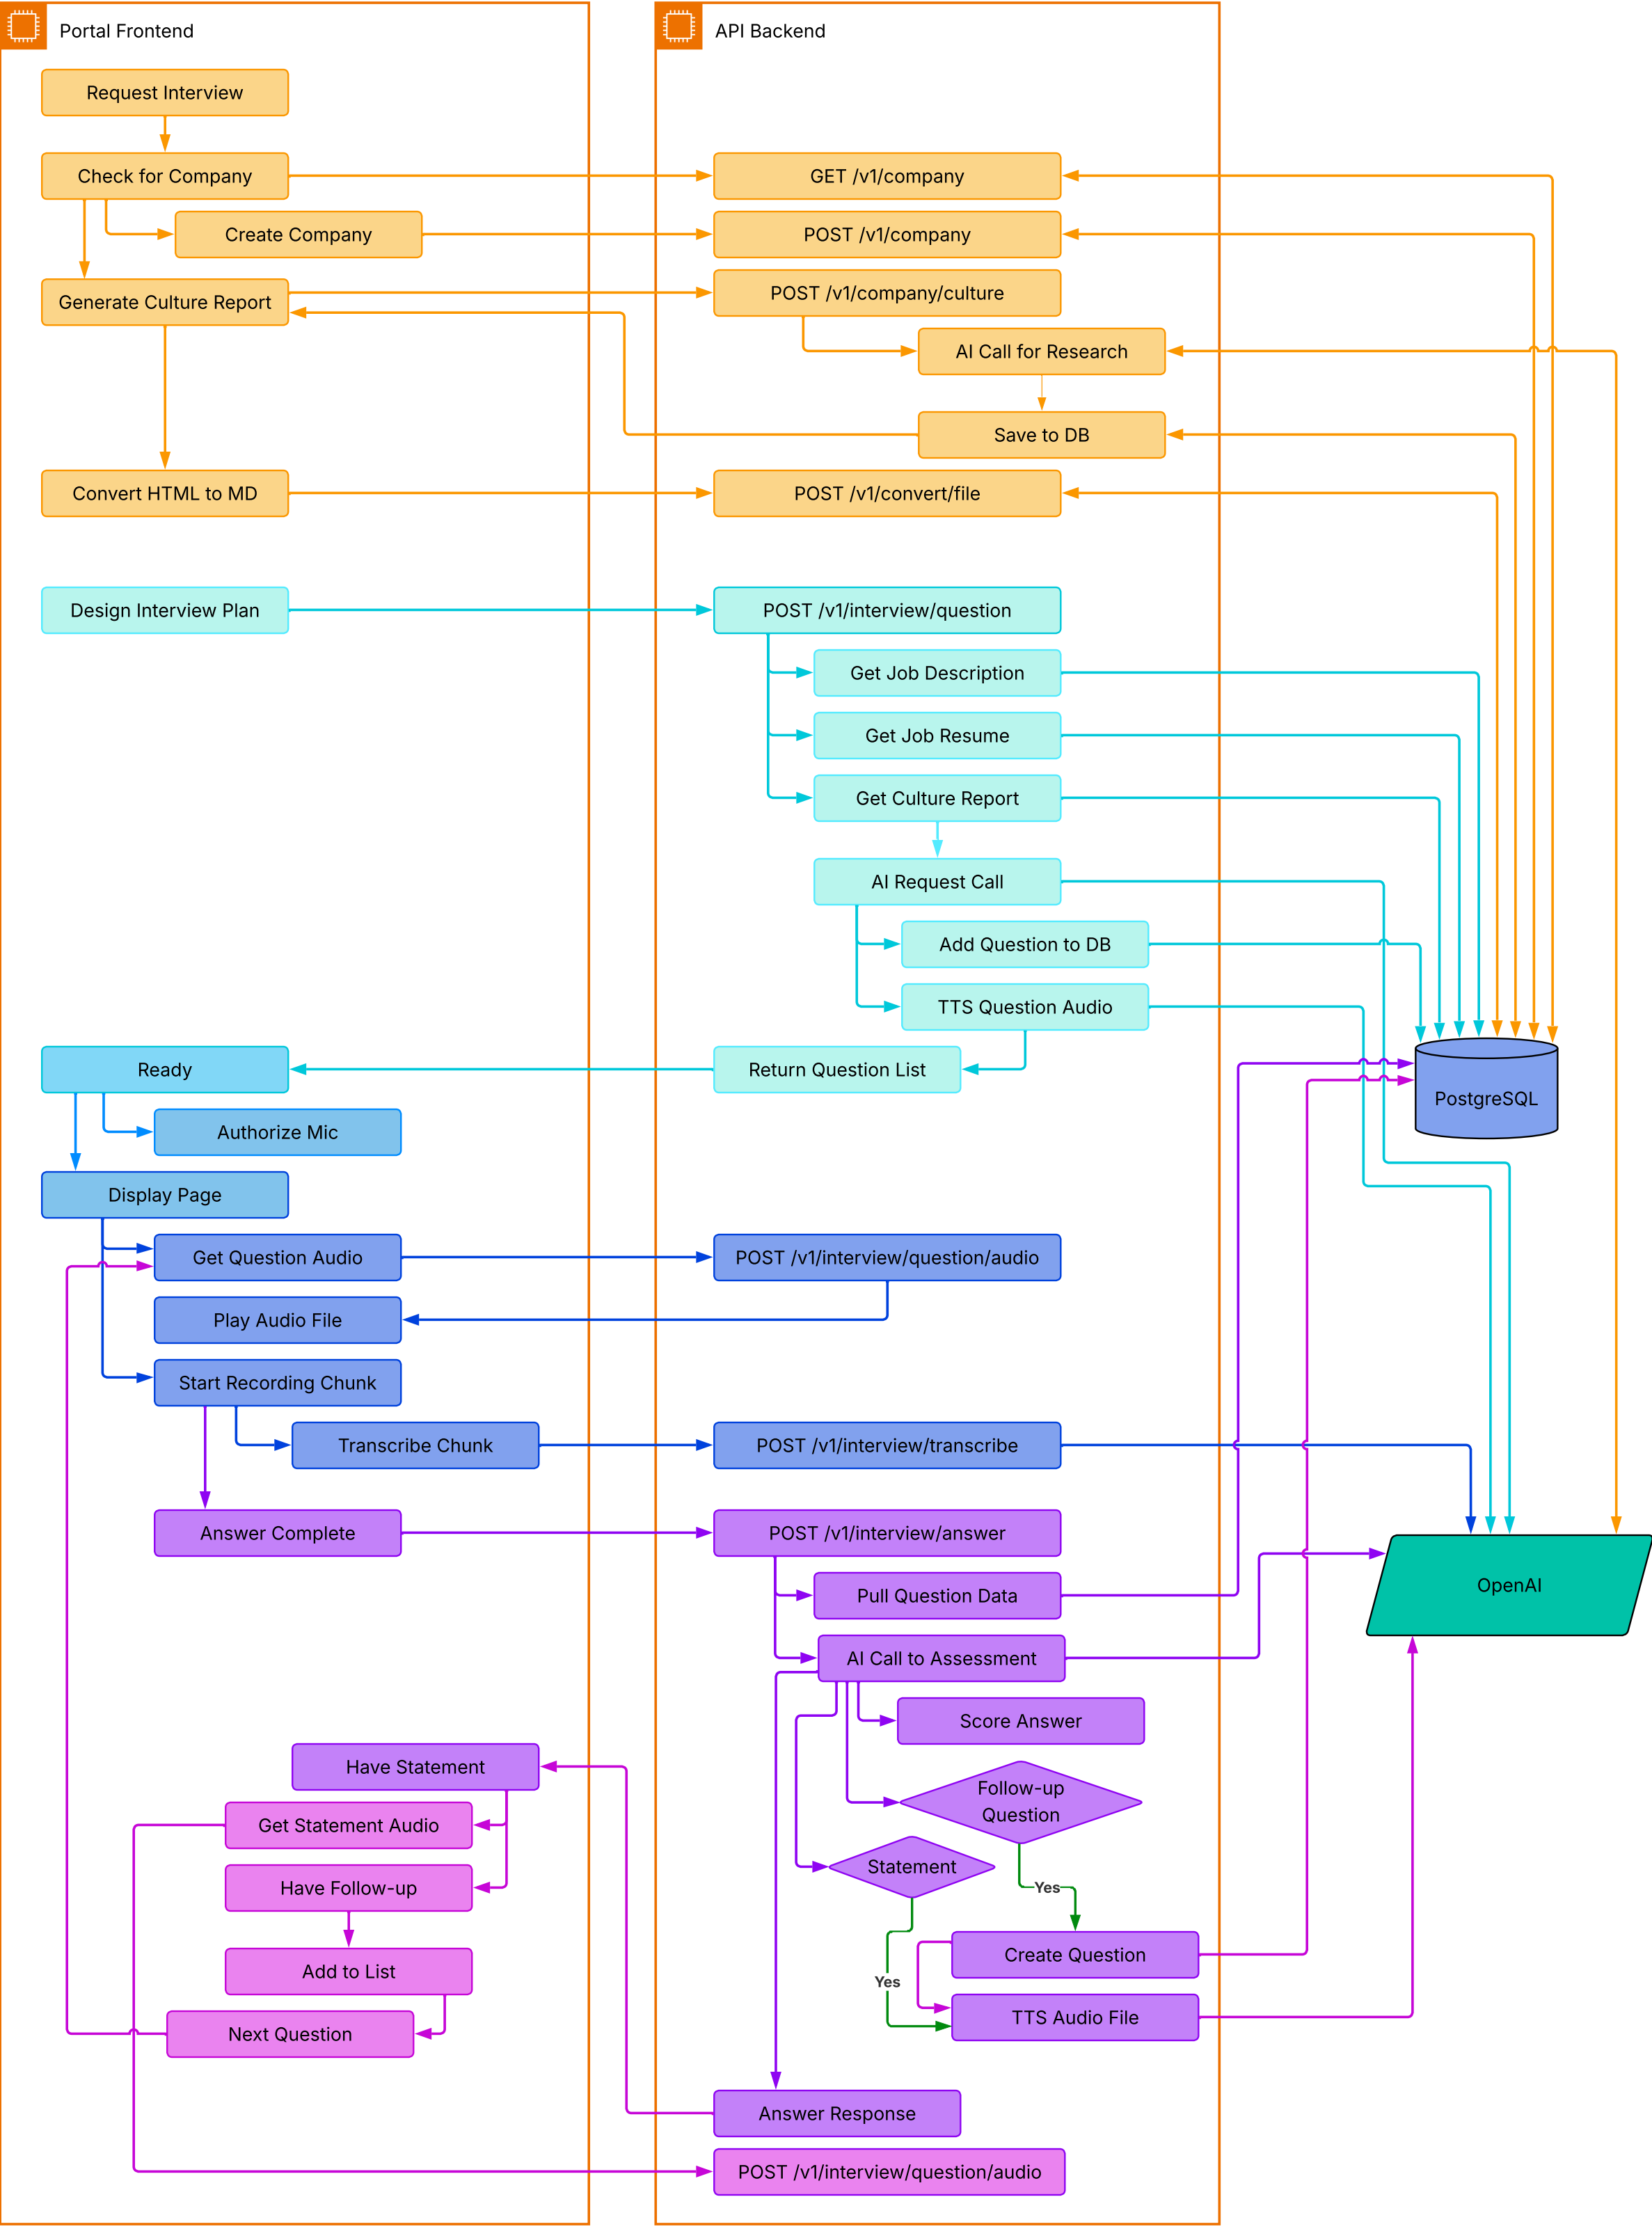 Portal Frontend
API Backend
Request Interview
Check for Company
GET /v1/company
Create Company
POST /v1/company
Generate Culture Report
POST /v1/company/culture
AI Call for Research
Save to DB
Convert HTML to MD
POST /v1/convert/file
Design Interview Plan
POST /v1/interview/question
Get Job Description
Get Job Resume
Get Culture Report
AI Request Call
Add Question to DB
TTS Question Audio
Ready
Return Question List
PostgreSQL
Authorize Mic
Display Page
Get Question Audio
POST /v1/interview/question/audio
Play Audio File
Start Recording Chunk
Transcribe Chunk
POST /v1/interview/transcribe
Answer Complete
POST /v1/interview/answer
OpenAI
Pull Question Data
AI Call to Assessment
Score Answer
Have Statement
Follow-up
Question
Get Statement Audio
Statement
Have Follow-up
Yes
Create Question
Add to List
Yes
TTS Audio File
Next Question
Answer Response
POST /v1/interview/question/audio